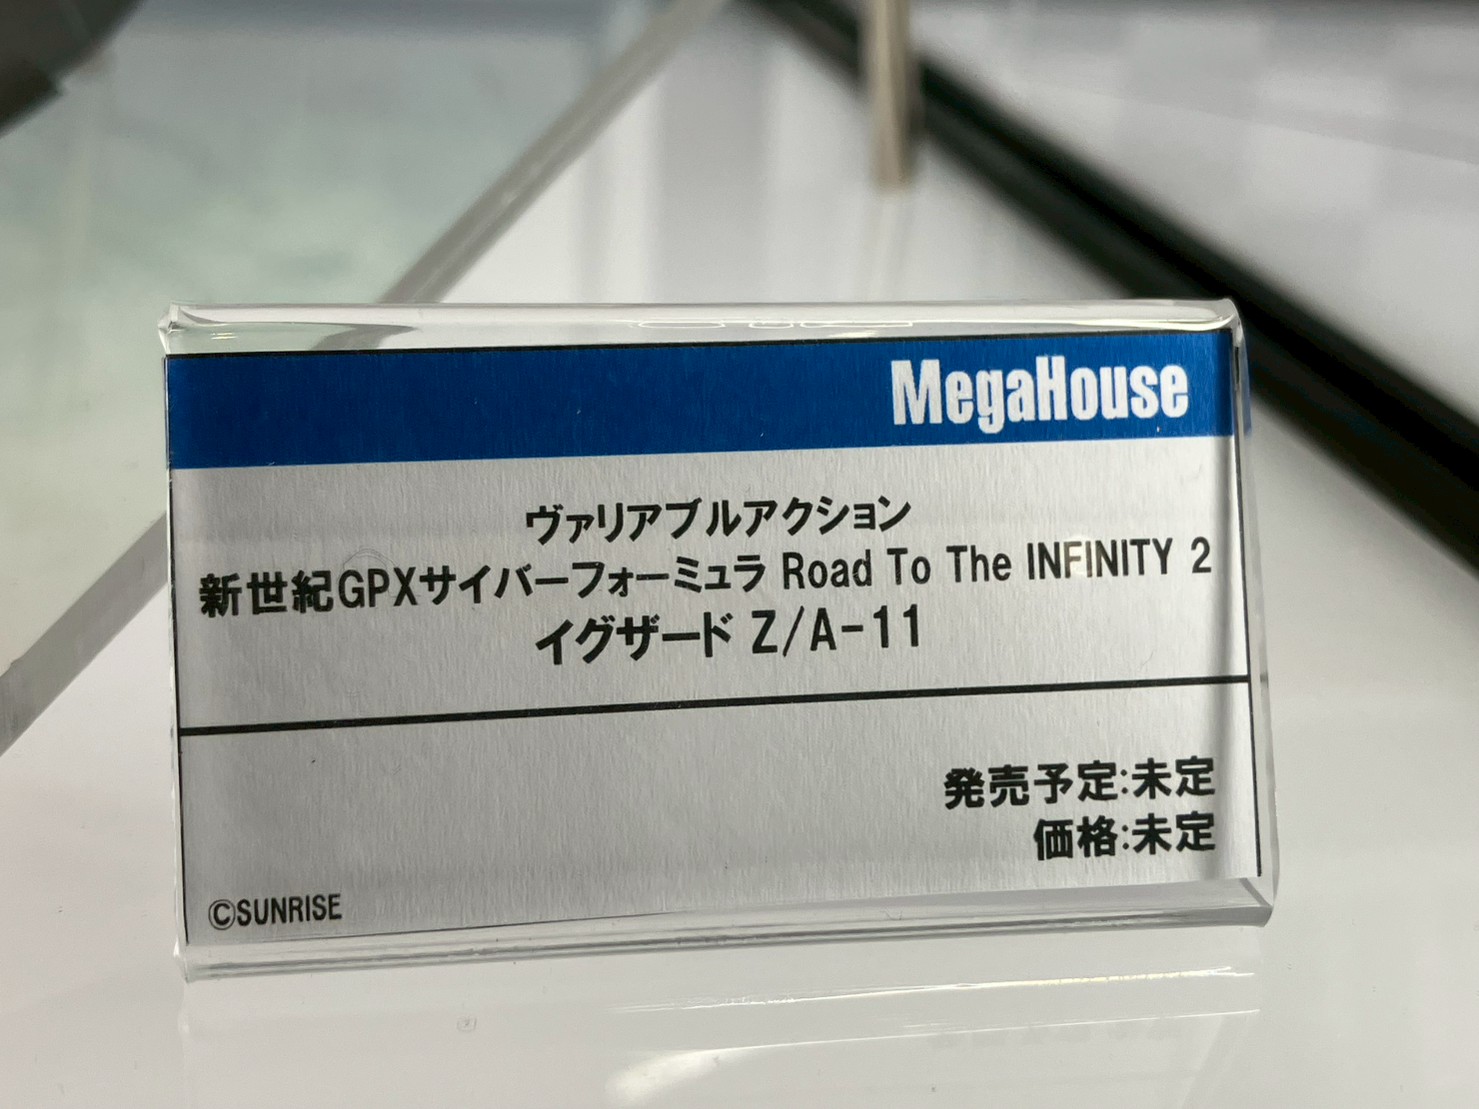 MegaHouse
ヴァリアブルアクション
新世紀GPXサイバーフォーミュラ Road To The INFINITY 2
イグザード Z/A-11
発売予定:未定
価格:未定
©SUNRISE